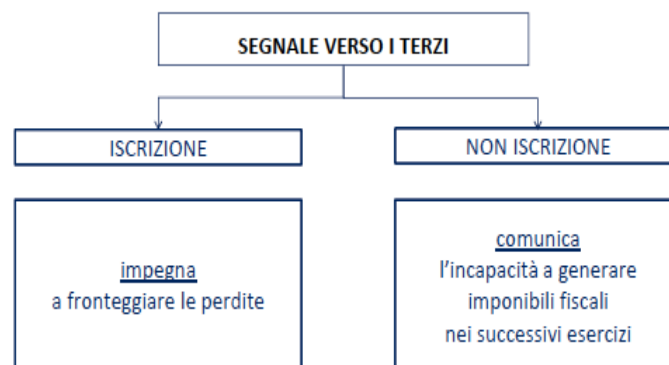 SEGNALE VERSO I TERZI
ISCRIZIONE
NON ISCRIZIONE
impegna
a fronteggiare le perdite
comunica
l'incapacità a generare
imponibili fiscali
nei successivi esercizi